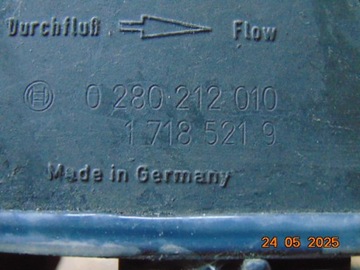 Durchfluß Flow
0 280 212 010
1 718 521 9
Made in Germany
24 05 2025